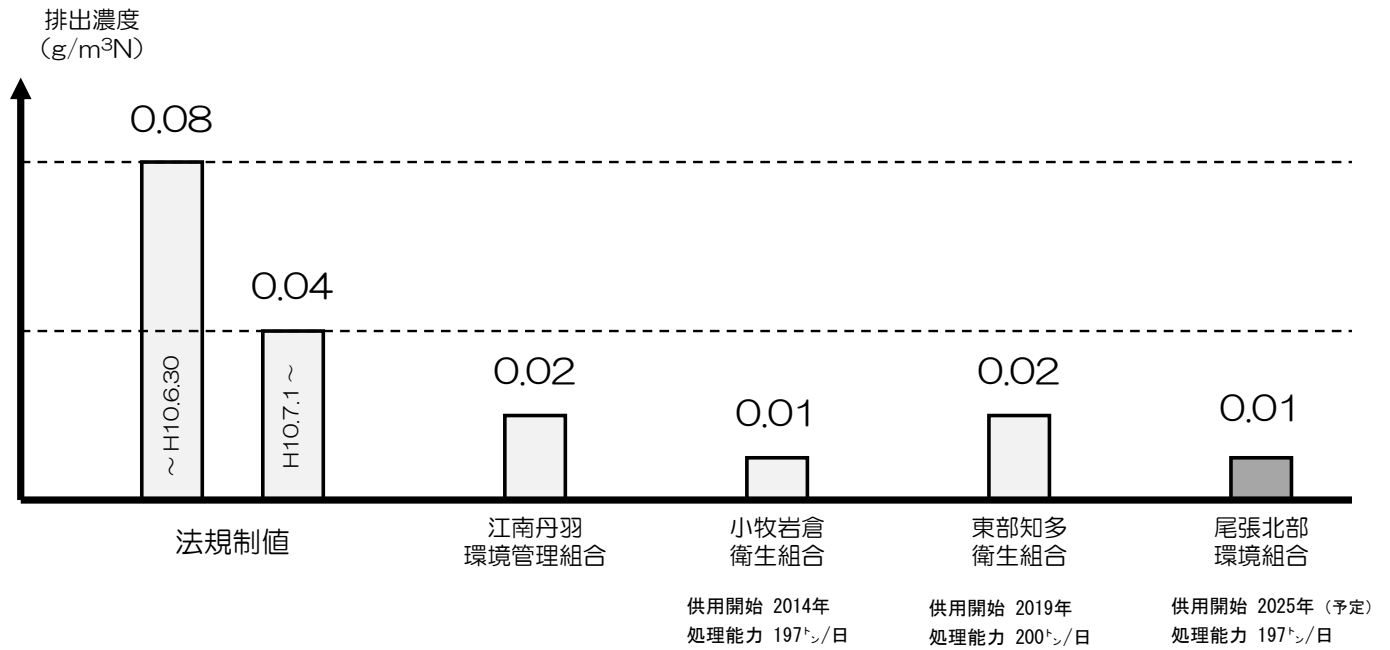 排出濃度
(g/m³N)
0.08
0.04
0.02
0.01
0.02
0.01
～H10.6.30
H10.7.1～
法規制値
江南丹羽
環境管理組合
小牧岩倉
衛生組合
東部知多
衛生組合
尾張北部
環境組合
供用開始 2014年
処理能力 197㌧/日
供用開始 2019年
処理能力 200㌧/日
供用開始 2025年（予定）
処理能力 197㌧/日